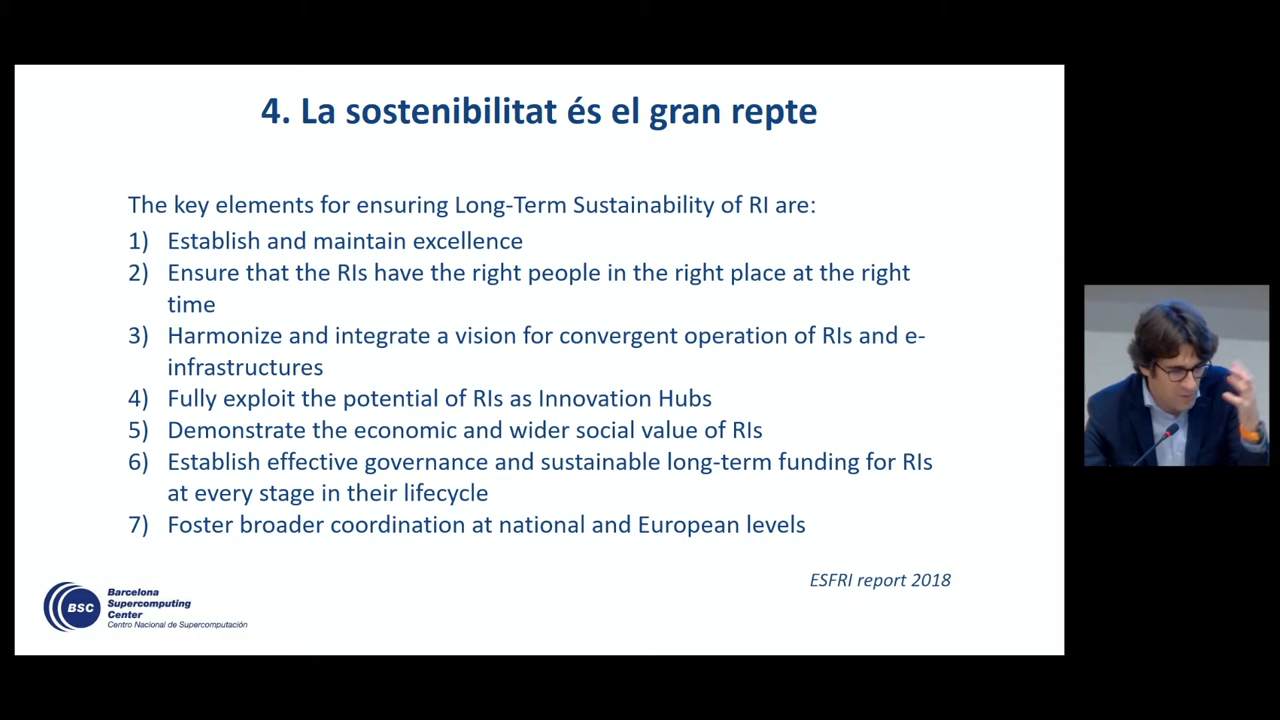 4. La sostenibilitat és el gran repte
The key elements for ensuring Long-Term Sustainability of RI are:
1) Establish and maintain excellence
2) Ensure that the RIs have the right people in the right place at the right
time
3) Harmonize and integrate a vision for convergent operation of RIs and e-
infrastructures
4) Fully exploit the potential of RIs as Innovation Hubs
5) Demonstrate the economic and wider social value of RIs
6) Establish effective governance and sustainable long-term funding for RIs
at every stage in their lifecycle
7) Foster broader coordination at national and European levels
ESFRI report 2018
BSC
Barcelona
Supercomputing
Center
Centro Nacional de Supercomputación